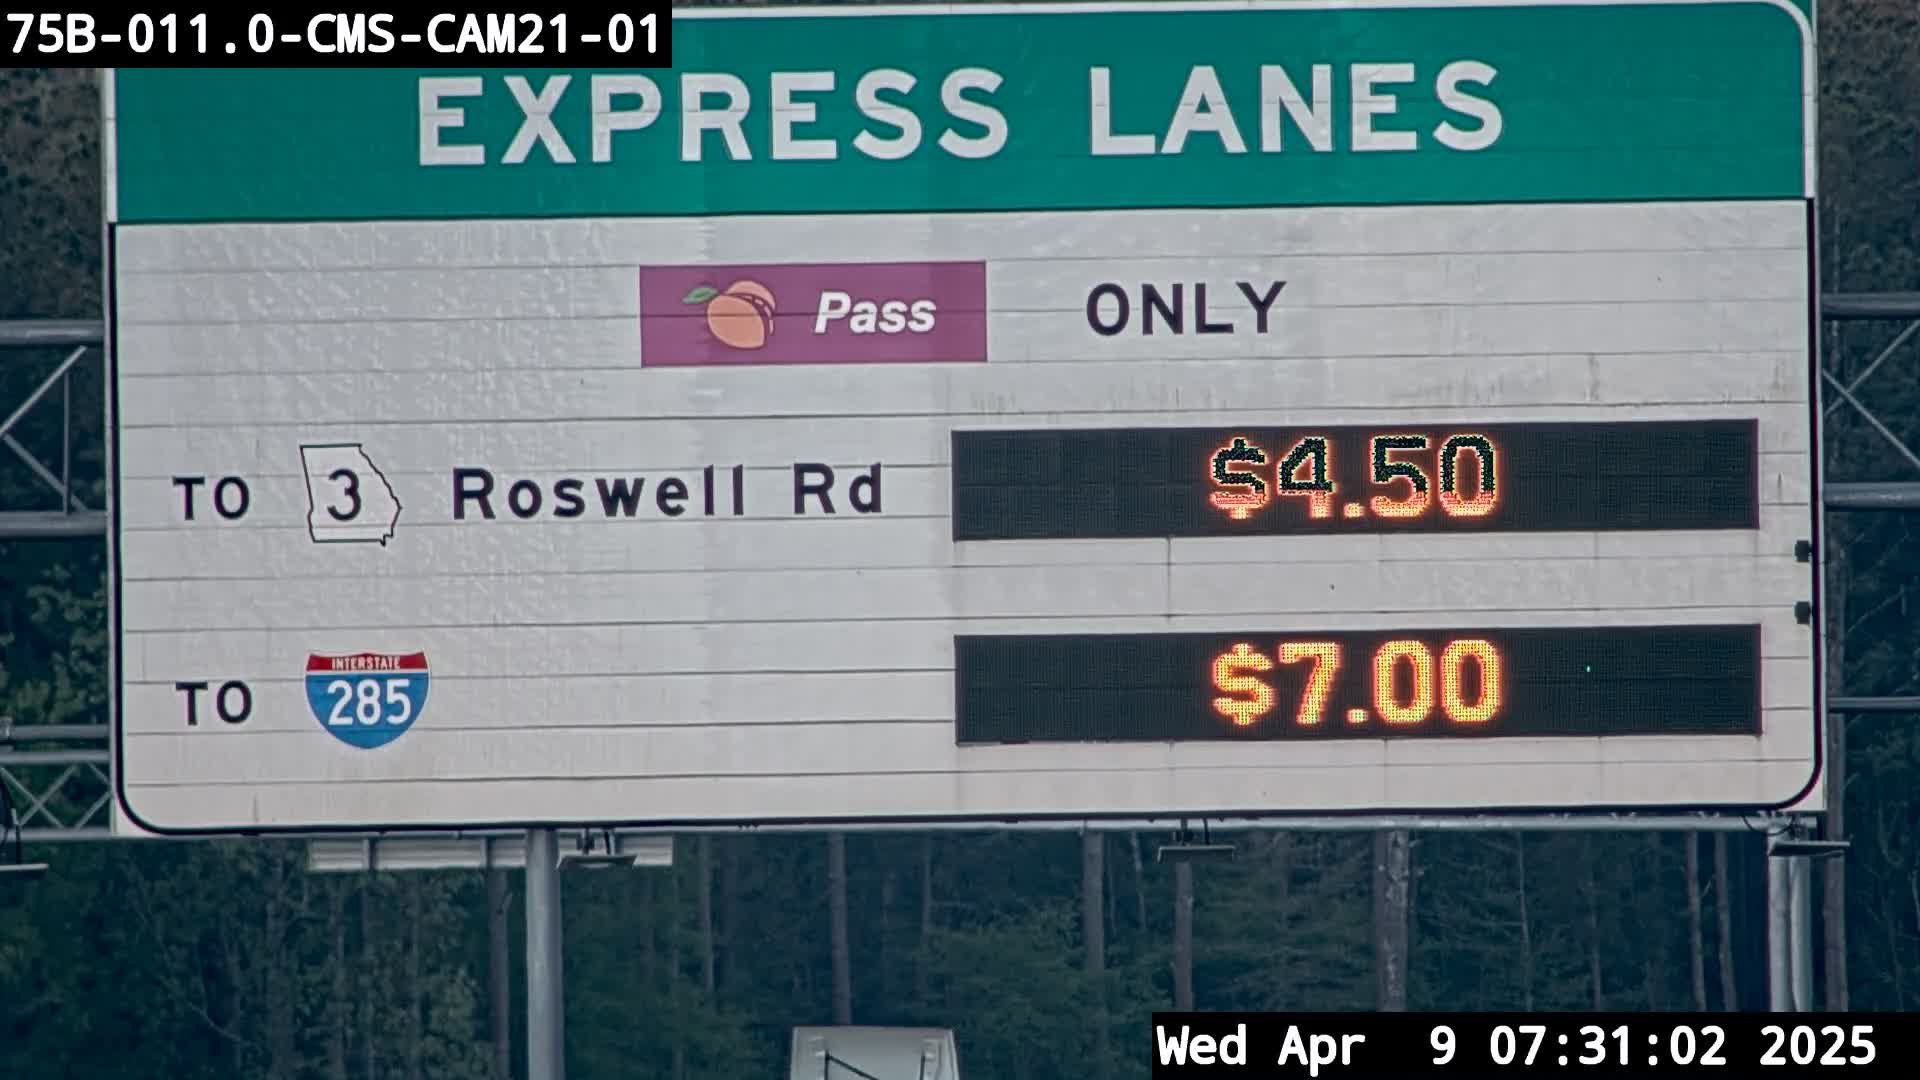 75B-011.0-CMS-CAM21-01
EXPRESS LANES
Pass ONLY
TO 3 Roswell Rd $4.50
INTERSTATE
TO 285 $7.00
Wed Apr 9 07:31:02 2025